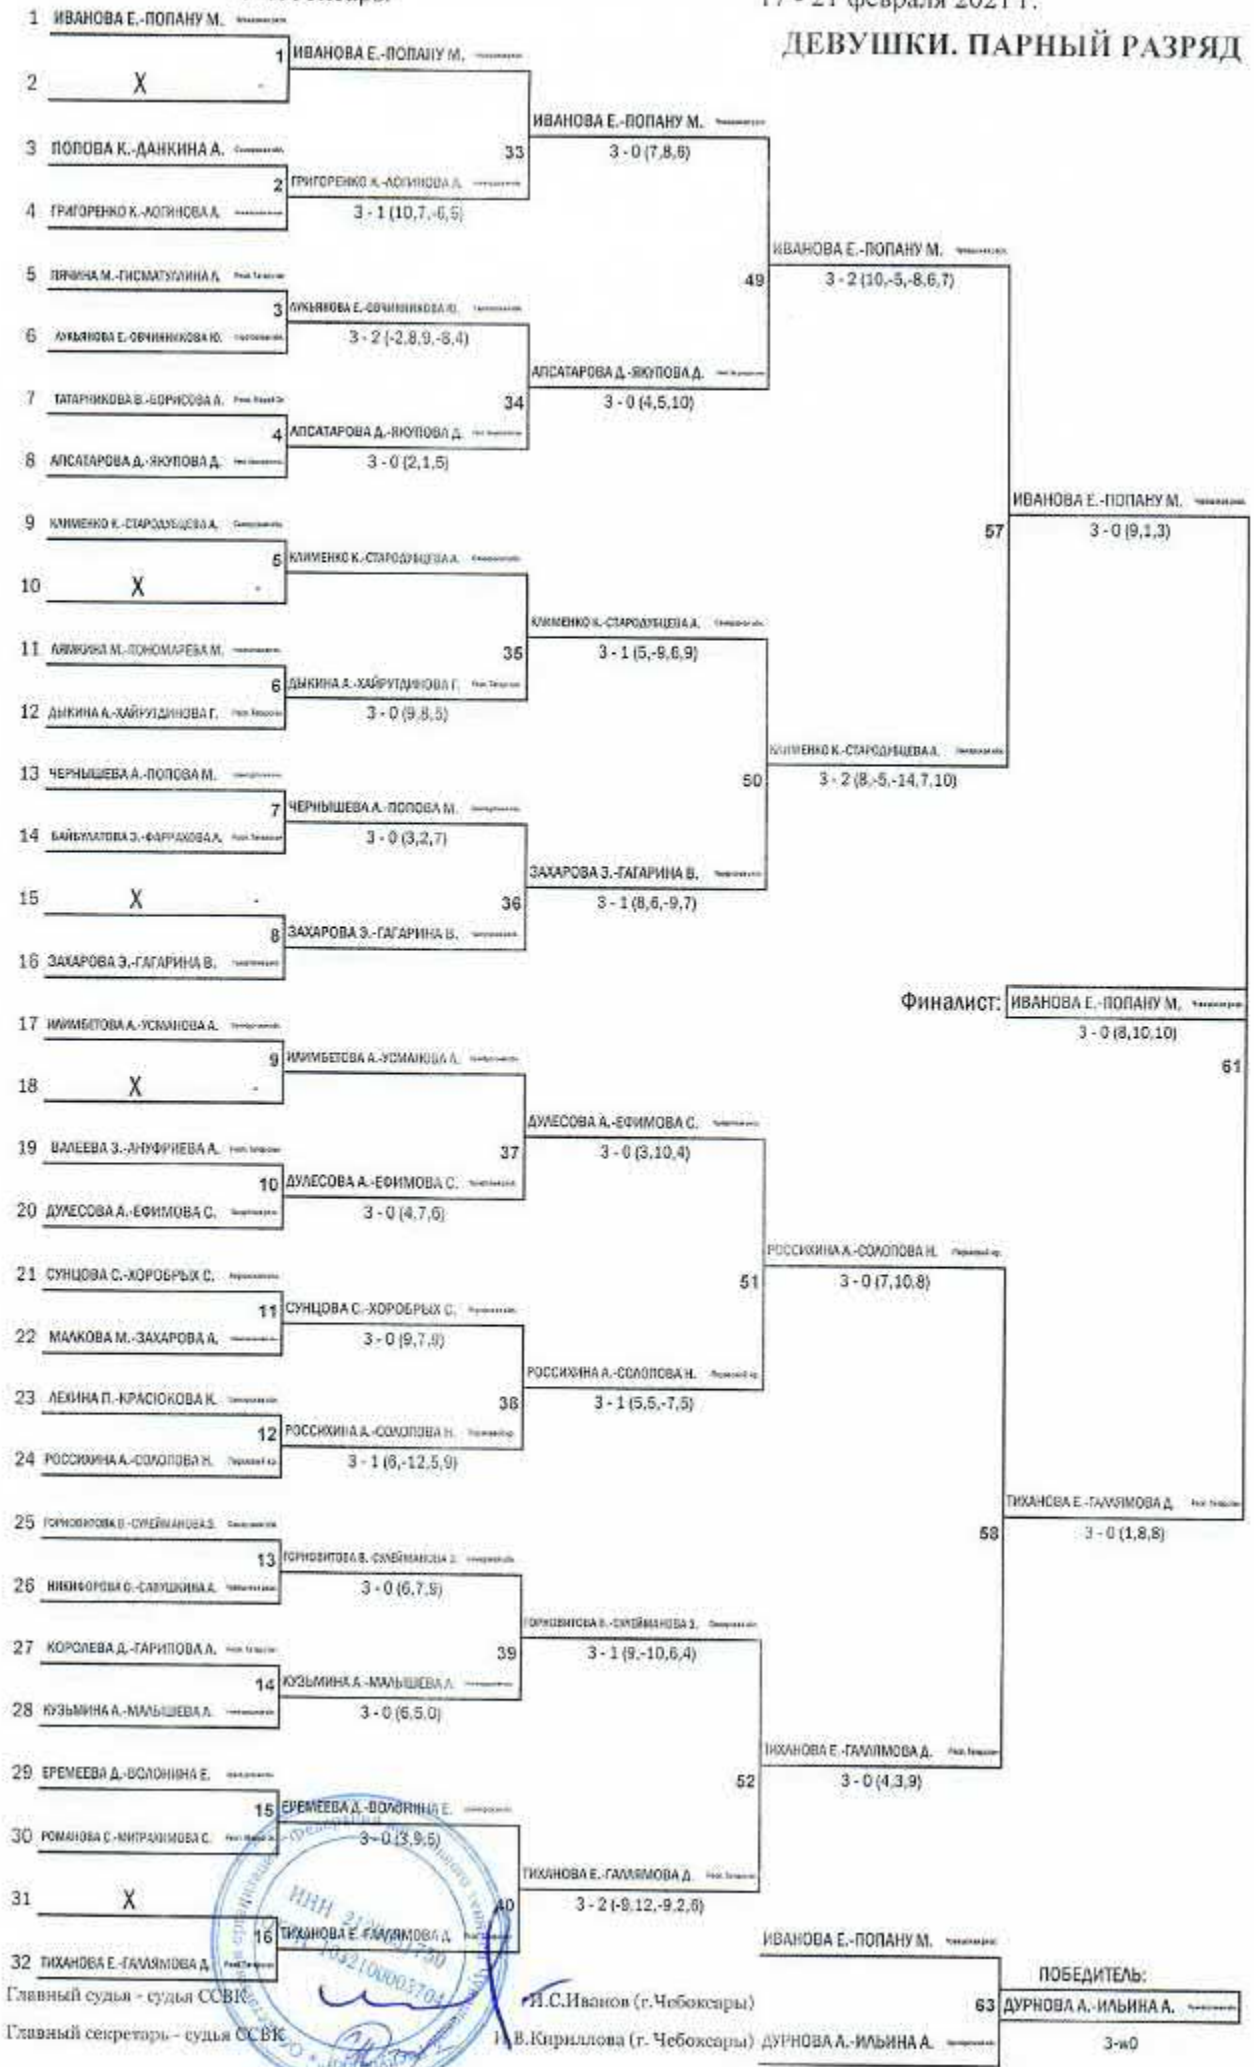 17 - 21 февраля 2021 г.
ДЕВУШКИ. ПАРНЫЙ РАЗРЯД
1 ИВАНОВА Е.-ПОПАНУ М.
1 ИВАНОВА Е.-ПОПАНУ М.
2 X
ИВАНОВА Е.-ПОПАНУ М.
33 3 - 0 (7,8,6)
3 ПОПОВА К.-ДАНКИНА А.
2 ГРИГОРЕНКО К.-ЛОГИНОВА А.
3 - 1 (10,7,-6,5)
4 ГРИГОРЕНКО К.-ЛОГИНОВА А.
ИВАНОВА Е.-ПОПАНУ М.
49 3 - 2 (10,-5,-8,6,7)
5 ПЯЧИНА М.-ГИСМАТУЛЛИНА А.
3 ЛУКЬЯНОВА Е.-ОВЧИННИКОВА Ю.
3 - 2 (-2,8,9,-8,4)
6 ЛУКЬЯНОВА Е.-ОВЧИННИКОВА Ю.
АПСАТАРОВА Д.-ЯКУПОВА Д.
34 3 - 0 (4,5,10)
7 ТАТАРНИКОВА В.-БОРИСОВА А.
4 АПСАТАРОВА Д.-ЯКУПОВА Д.
3 - 0 (2,1,5)
8 АПСАТАРОВА Д.-ЯКУПОВА Д.
ИВАНОВА Е.-ПОПАНУ М.
57 3 - 0 (9,1,3)
9 КЛИМЕНКО К.-СТАРОДУБЦЕВА А.
5 КЛИМЕНКО К.-СТАРОДУБЦЕВА А.
10 X
КЛИМЕНКО К.-СТАРОДУБЦЕВА А.
35 3 - 1 (5,-9,6,9)
11 ЛЯМКИНА М.-ПОНОМАРЕВА М.
6 ДЫКИНА А.-ХАЙРУТДИНОВА Г.
3 - 0 (9,8,5)
12 ДЫКИНА А.-ХАЙРУТДИНОВА Г.
КЛИМЕНКО К.-СТАРОДУБЦЕВА А.
50 3 - 2 (8,-5,-14,7,10)
13 ЧЕРНЫШЕВА А.-ПОПОВА М.
7 ЧЕРНЫШЕВА А.-ПОПОВА М.
3 - 0 (3,2,7)
14 БАЙБУЛАТОВА Э.-ФАРРАХОВА А.
ЗАХАРОВА Э.-ГАГАРИНА В.
36 3 - 1 (8,6,-9,7)
15 X
8 ЗАХАРОВА Э.-ГАГАРИНА В.
16 ЗАХАРОВА Э.-ГАГАРИНА В.
Финалист: ИВАНОВА Е.-ПОПАНУ М.
3 - 0 (8,10,10)
61
17 ИЛИМБЕТОВА А.-УСМАНОВА А.
9 ИЛИМБЕТОВА А.-УСМАНОВА А.
18 X
ДУЛЕСОВА А.-ЕФИМОВА С.
37 3 - 0 (3,10,4)
19 ВАЛЕЕВА З.-АНУФРИЕВА А.
10 ДУЛЕСОВА А.-ЕФИМОВА С.
3 - 0 (4,7,6)
20 ДУЛЕСОВА А.-ЕФИМОВА С.
РОССИХИНА А.-СОЛОПОВА Н.
51 3 - 0 (7,10,8)
21 СУНЦОВА С.-ХОРОБРЫХ С.
11 СУНЦОВА С.-ХОРОБРЫХ С.
3 - 0 (9,7,9)
22 МАЛКОВА М.-ЗАХАРОВА А.
РОССИХИНА А.-СОЛОПОВА Н.
38 3 - 1 (5,5,-7,5)
23 ЛЕХИНА П.-КРАСЮКОВА К.
12 РОССИХИНА А.-СОЛОПОВА Н.
3 - 1 (6,-12,5,9)
24 РОССИХИНА А.-СОЛОПОВА Н.
ТИХАНОВА Е.-ГАЛЛЯМОВА Д.
58 3 - 0 (1,8,8)
25 ГОРНОВИТОВА В.-СУЛЕЙМАНОВА З.
13 ГОРНОВИТОВА В.-СУЛЕЙМАНОВА З.
3 - 0 (6,7,9)
26 НИКИФОРОВА О.-САВУШКИНА А.
ГОРНОВИТОВА В.-СУЛЕЙМАНОВА З.
39 3 - 1 (9,-10,6,4)
27 КОРОЛЕВА Д.-ГАРИПОВА А.
14 КУЗЬМИНА А.-МАЛЫШЕВА А.
3 - 0 (6,5,0)
28 КУЗЬМИНА А.-МАЛЫШЕВА А.
ТИХАНОВА Е.-ГАЛЛЯМОВА Д.
52 3 - 0 (4,3,9)
29 ЕРЕМЕЕВА Д.-ВОЛОНИНА Е.
15 ЕРЕМЕЕВА Д.-ВОЛОНИНА Е.
3 - 0 (3,9,5)
30 РОМАНОВА С.-МИТРАХИМОВА С.
ТИХАНОВА Е.-ГАЛЛЯМОВА Д.
40 3 - 2 (-9,12,-9,2,6)
31 X
16 ТИХАНОВА Е.-ГАЛЛЯМОВА Д.
32 ТИХАНОВА Е.-ГАЛЛЯМОВА Д.
ИВАНОВА Е.-ПОПАНУ М.
ПОБЕДИТЕЛЬ:
63 ДУРНОВА А.-ИЛЬИНА А.
3-w0
ДУРНОВА А.-ИЛЬИНА А.
Главный судья - судья ССВК И.С.Иванов (г.Чебоксары)
Главный секретарь - судья ССВК В.Кириллова (г. Чебоксары)
ИНН